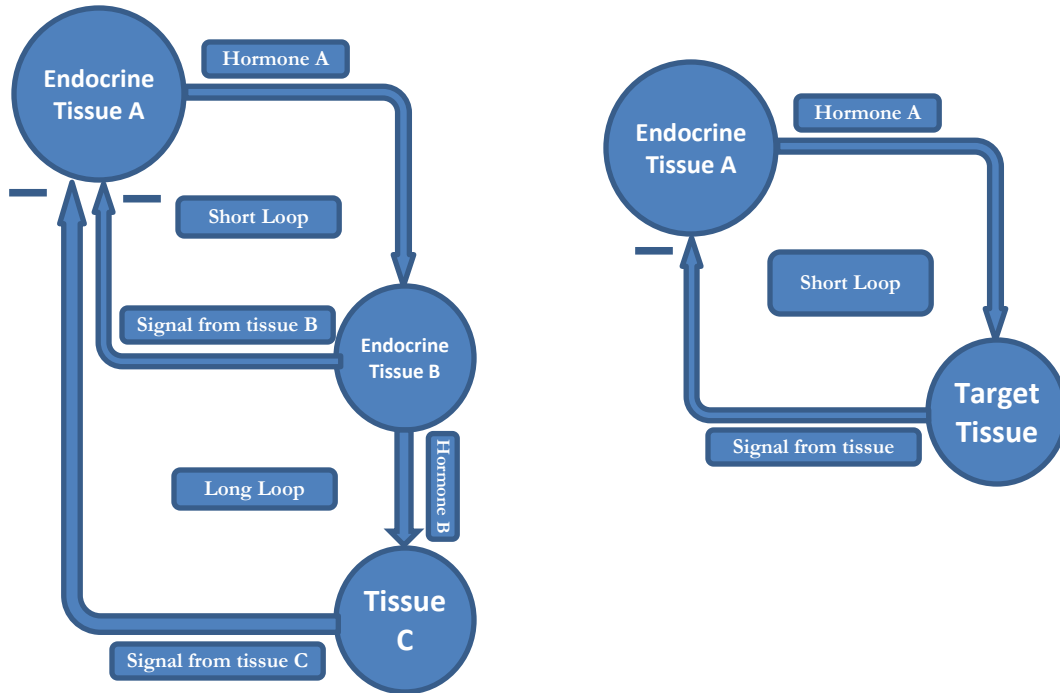 Hormone A
Endocrine
Tissue A
Short Loop
Signal from tissue B
Endocrine
Tissue B
Hormone B
Long Loop
Tissue
C
Signal from tissue C
Hormone A
Endocrine
Tissue A
Short Loop
Target
Tissue
Signal from tissue